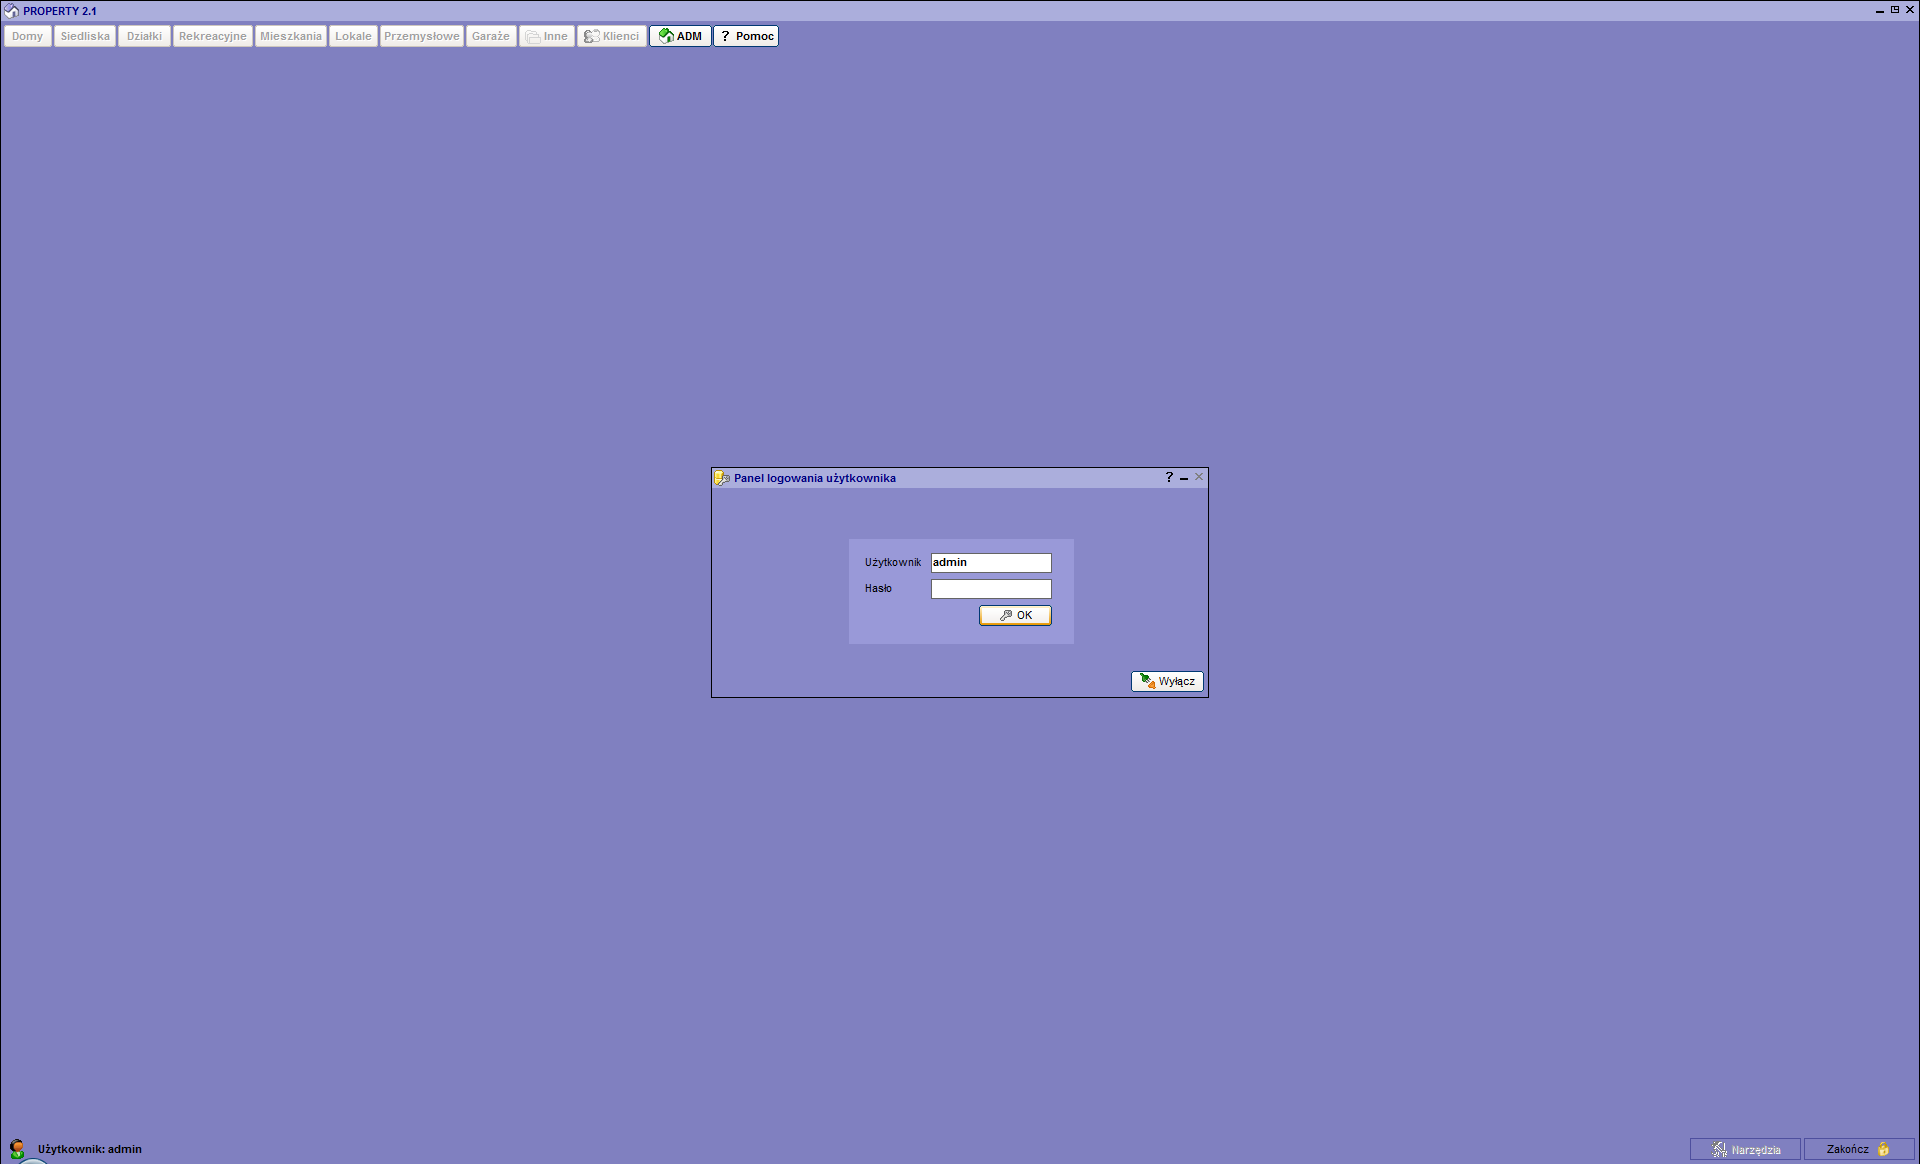 PROPERTY 2.1
Domy Siedliska Działki Rekreacyjne Mieszkania Lokale Przemysłowe Garaże Inne Klienci ADM ? Pomoc
Panel logowania użytkownika ?
Użytkownik admin
Hasło
OK
Wyłącz
Użytkownik: admin Narzędzia Zakończ